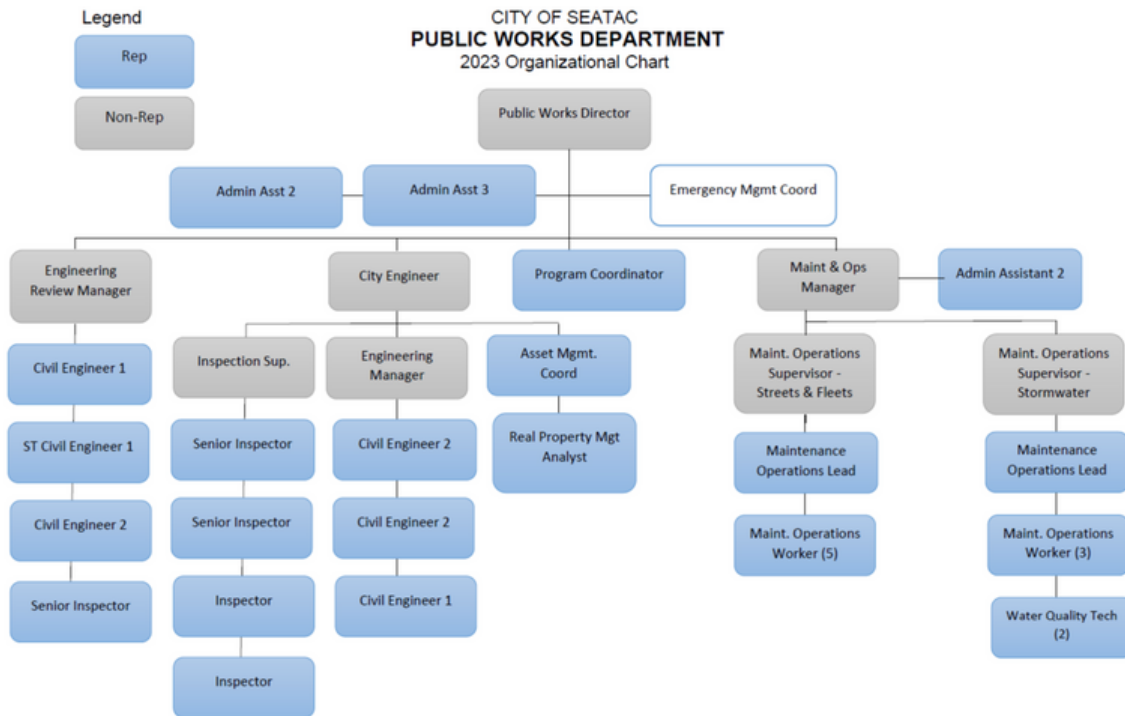 Legend
Rep
Non-Rep
CITY OF SEATAC
PUBLIC WORKS DEPARTMENT
2023 Organizational Chart
Public Works Director
Admin Asst 2
Admin Asst 3
Emergency Mgmt Coord
Engineering
Review Manager
City Engineer
Program Coordinator
Maint & Ops
Manager
Admin Assistant 2
Civil Engineer 1
ST Civil Engineer 1
Civil Engineer 2
Senior Inspector
Inspection Sup.
Senior Inspector
Senior Inspector
Inspector
Inspector
Engineering
Manager
Civil Engineer 2
Civil Engineer 2
Civil Engineer 1
Asset Mgmt.
Coord
Real Property Mgt
Analyst
Maint. Operations
Supervisor -
Streets & Fleets
Maintenance
Operations Lead
Maint. Operations
Worker (5)
Maint. Operations
Supervisor -
Stormwater
Maintenance
Operations Lead
Maint. Operations
Worker (3)
Water Quality Tech
(2)